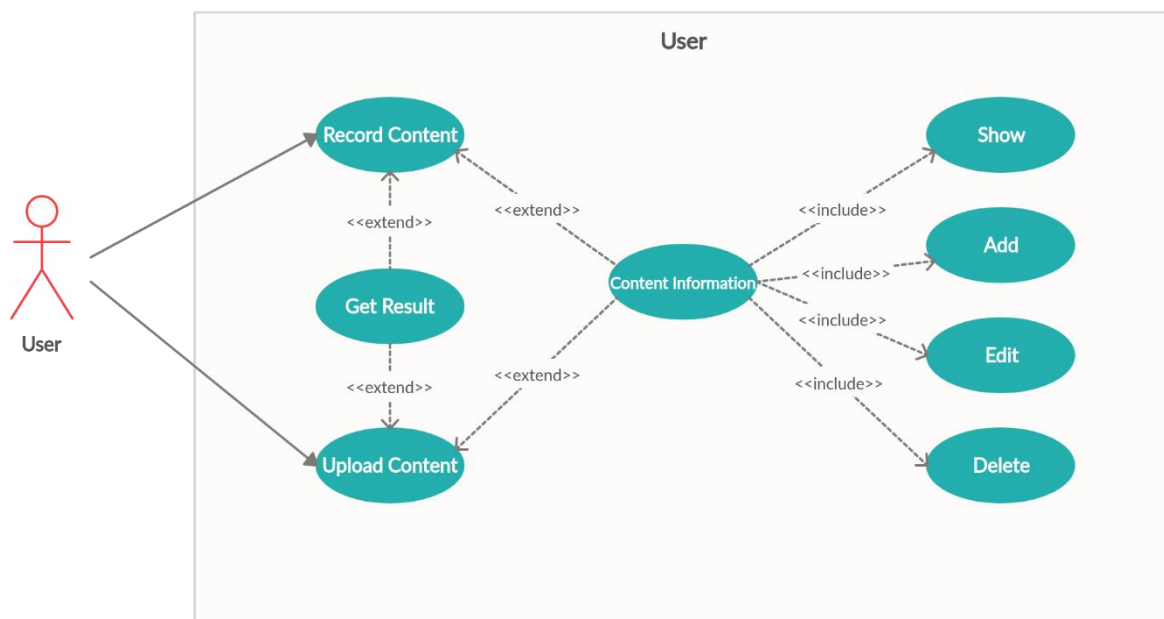 User
Record Content
Show
<<extend>>
<<extend>>
<<include>>
Add
<<include>>
Content Information
Get Result
<<include>>
User
Edit
<<extend>>
<<extend>>
<<include>>
Upload Content
Delete